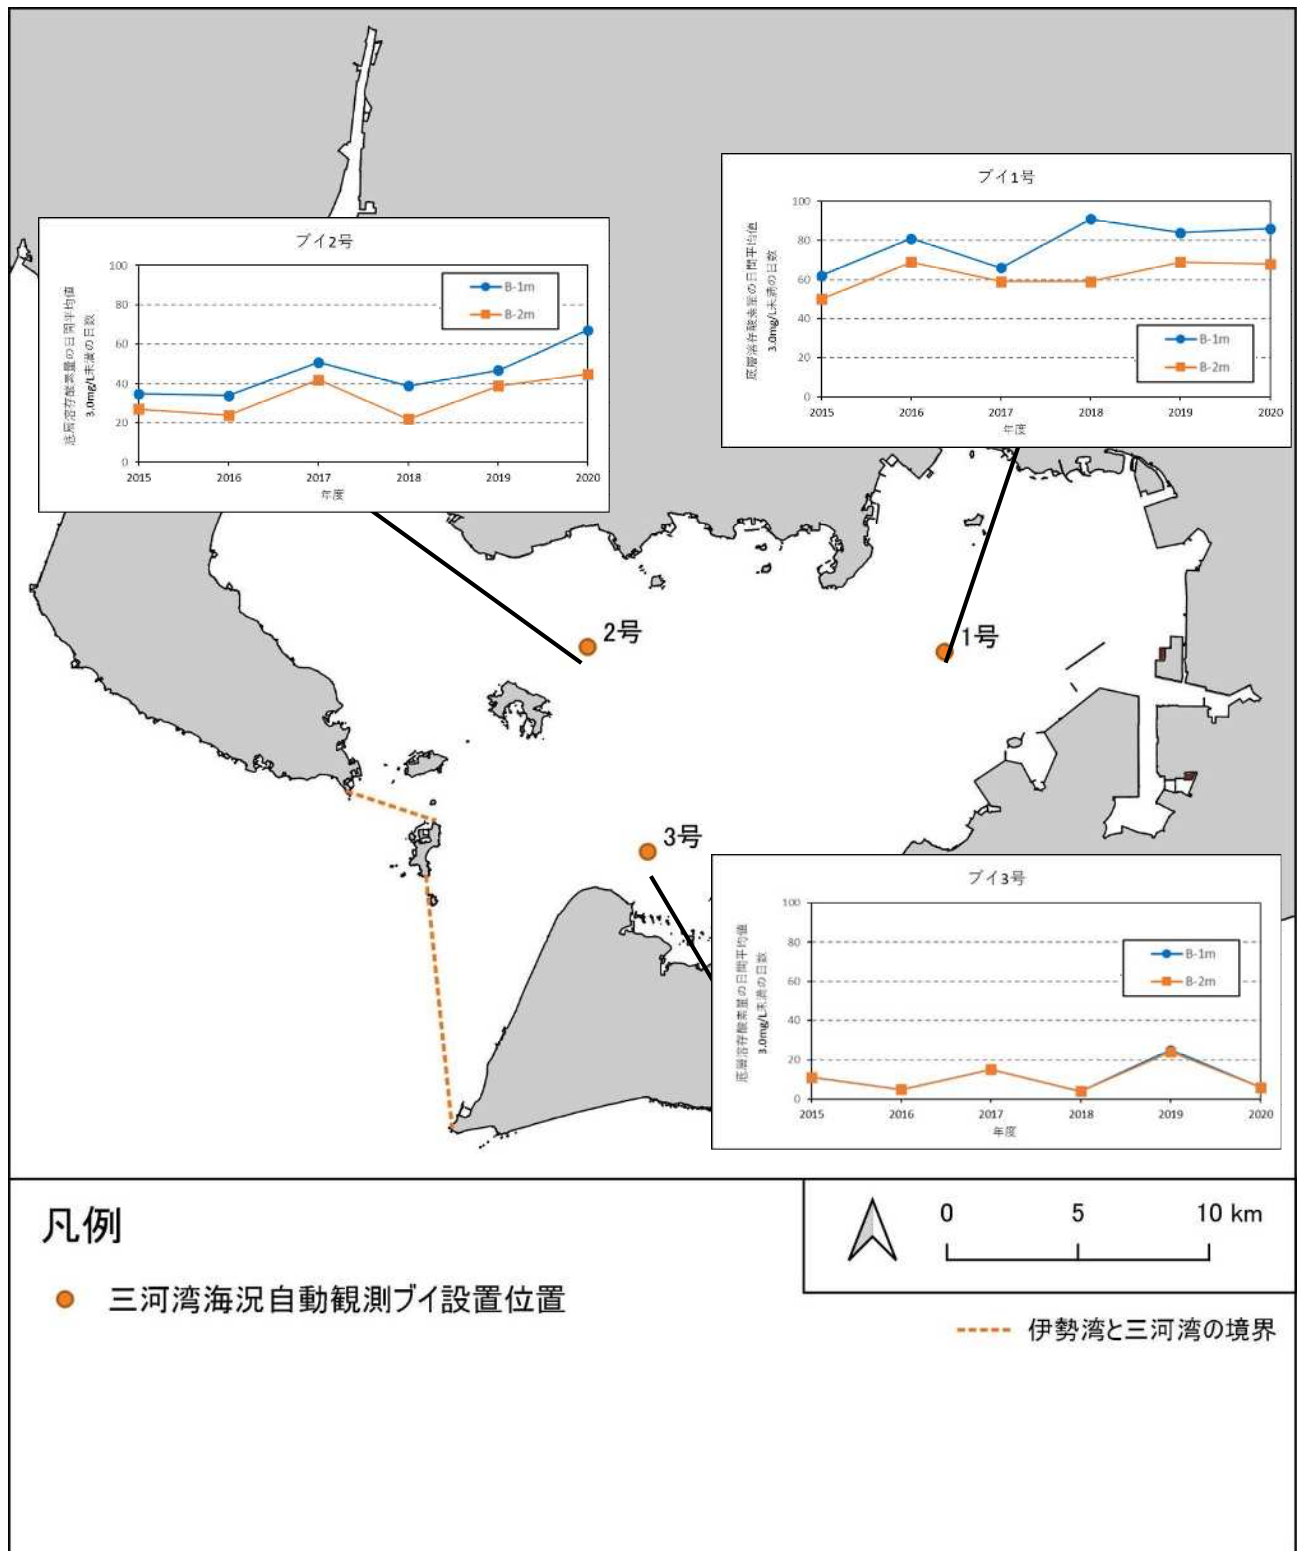 ブイ1号
底層溶存酸素量の日間平均値
3.0mg/L未満の日数
100
80
60
40
20
0
B-1m
B-2m
2015 2016 2017 2018 2019 2020
年度
ブイ2号
底層溶存酸素量の日間平均値
3.0mg/L未満の日数
100
80
60
40
20
0
B-1m
B-2m
2015 2016 2017 2018 2019 2020
年度
2号
1号
3号
ブイ3号
底層溶存酸素量の日間平均値
3.0mg/L未満の日数
100
80
60
40
20
0
B-1m
B-2m
2015 2016 2017 2018 2019 2020
年度
凡例
0 5 10 km
三河湾海況自動観測ブイ設置位置
伊勢湾と三河湾の境界